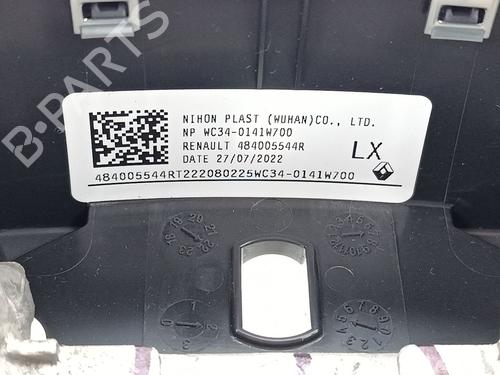 B-PARTS
NIHON PLAST (WUHAN)CO., LTD.
NP WC34-0141W700
RENAULT 484005544R
DATE 27/07/2022
LX
484005544RT222080225WC34-0141W700